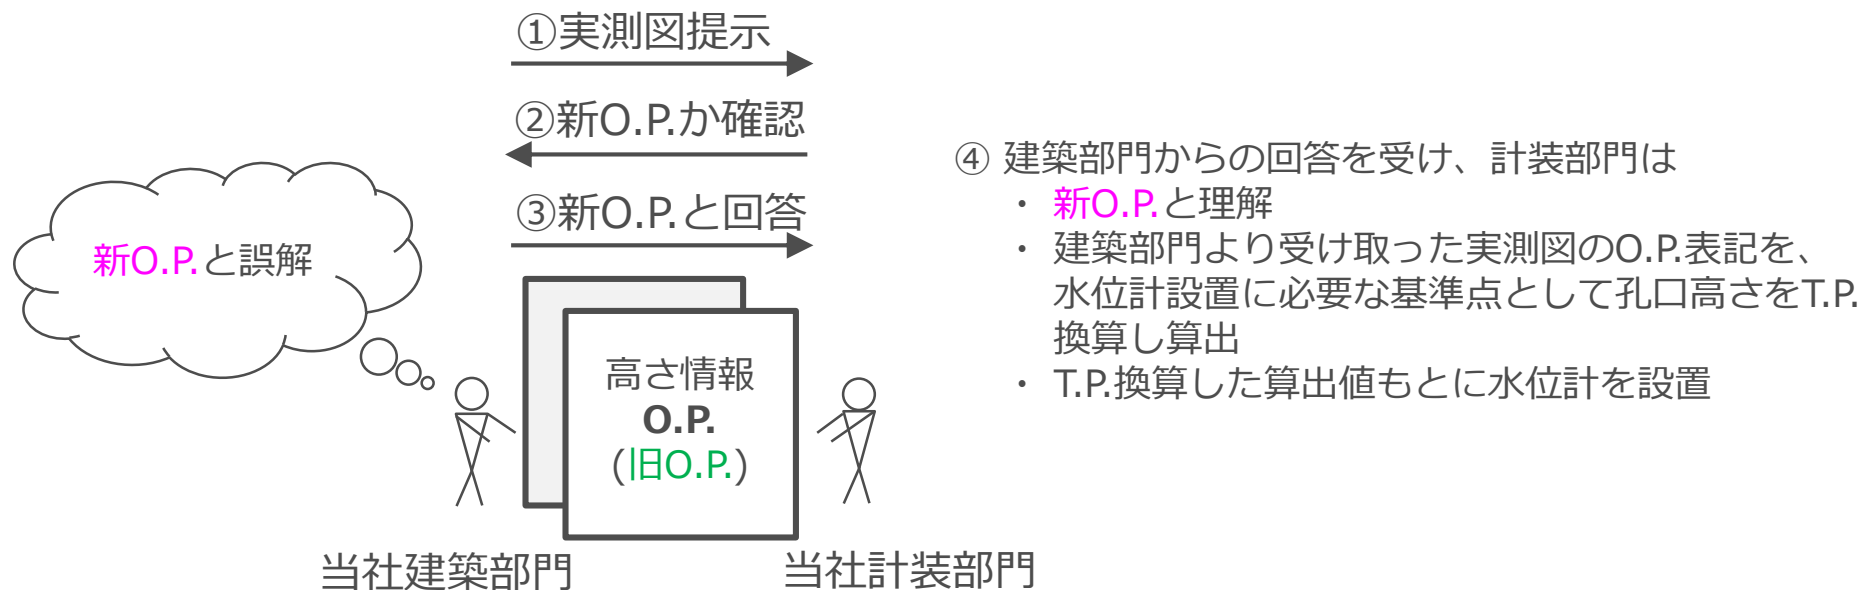 ①実測図提示
②新O.P.か確認
③新O.P.と回答
新O.P.と誤解
高さ情報
O.P.
(旧O.P.)
当社建築部門
当社計装部門
④ 建築部門からの回答を受け、計装部門は
・ 新O.P.と理解
・ 建築部門より受け取った実測図のO.P.表記を、
水位計設置に必要な基準点として孔口高さをT.P.
換算し算出
・ T.P.換算した算出値もとに水位計を設置